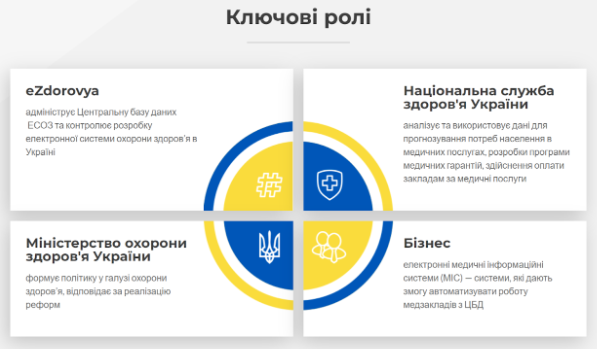 Ключові ролі
eZdorovya
адмініструє Центральну базу даних
ЕСОЗ та контролює розробку
електронної системи охорони здоров'я в
Україні
Національна служба
здоров'я України
аналізує та використовує дані для
прогнозування потреб населення в
медичних послугах, розробки програми
медичних гарантій, здійснення оплати
закладам за медичні послуги
Міністерство охорони
здоров'я України
формує політику у галузі охорони
здоров'я, відповідає за реалізацію
реформ
Бізнес
електронні медичні інформаційні
системи (МІС) — системи, які дають
змогу автоматизувати роботу
медзакладів з ЦБД